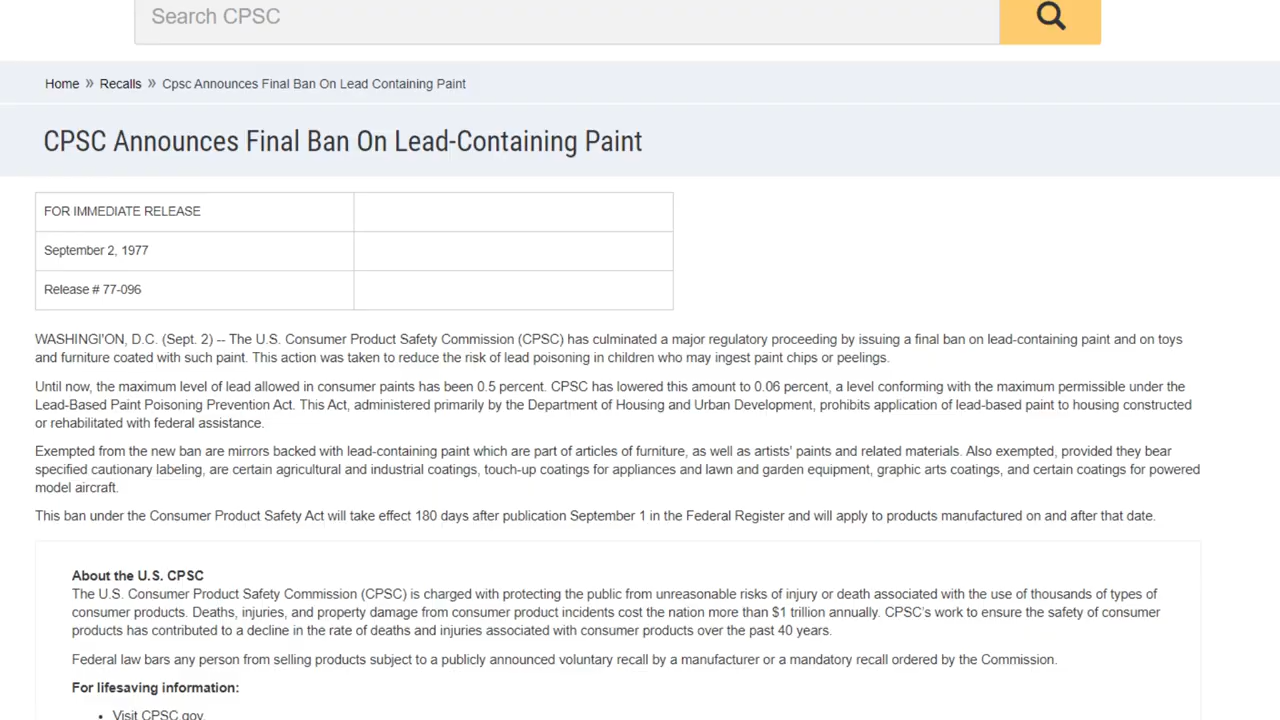 Search CPSC
Home » Recalls » Cpsc Announces Final Ban On Lead Containing Paint
CPSC Announces Final Ban On Lead-Containing Paint
FOR IMMEDIATE RELEASE
September 2, 1977
Release # 77-096
WASHINGI'ON, D.C. (Sept. 2) -- The U.S. Consumer Product Safety Commission (CPSC) has culminated a major regulatory proceeding by issuing a final ban on lead-containing paint and on toys
and furniture coated with such paint. This action was taken to reduce the risk of lead poisoning in children who may ingest paint chips or peelings.
Until now, the maximum level of lead allowed in consumer paints has been 0.5 percent. CPSC has lowered this amount to 0.06 percent, a level conforming with the maximum permissible under the
Lead-Based Paint Poisoning Prevention Act. This Act, administered primarily by the Department of Housing and Urban Development, prohibits application of lead-based paint to housing constructed
or rehabilitated with federal assistance.
Exempted from the new ban are mirrors backed with lead-containing paint which are part of articles of furniture, as well as artists' paints and related materials. Also exempted, provided they bear
specified cautionary labeling, are certain agricultural and industrial coatings, touch-up coatings for appliances and lawn and garden equipment, graphic arts coatings, and certain coatings for powered
model aircraft.
This ban under the Consumer Product Safety Act will take effect 180 days after publication September 1 in the Federal Register and will apply to products manufactured on and after that date.
About the U.S. CPSC
The U.S. Consumer Product Safety Commission (CPSC) is charged with protecting the public from unreasonable risks of injury or death associated with the use of thousands of types of
consumer products. Deaths, injuries, and property damage from consumer product incidents cost the nation more than $1 trillion annually. CPSC's work to ensure the safety of consumer
products has contributed to a decline in the rate of deaths and injuries associated with consumer products over the past 40 years.
Federal law bars any person from selling products subject to a publicly announced voluntary recall by a manufacturer or a mandatory recall ordered by the Commission.
For lifesaving information:
• Visit CPSC.gov.